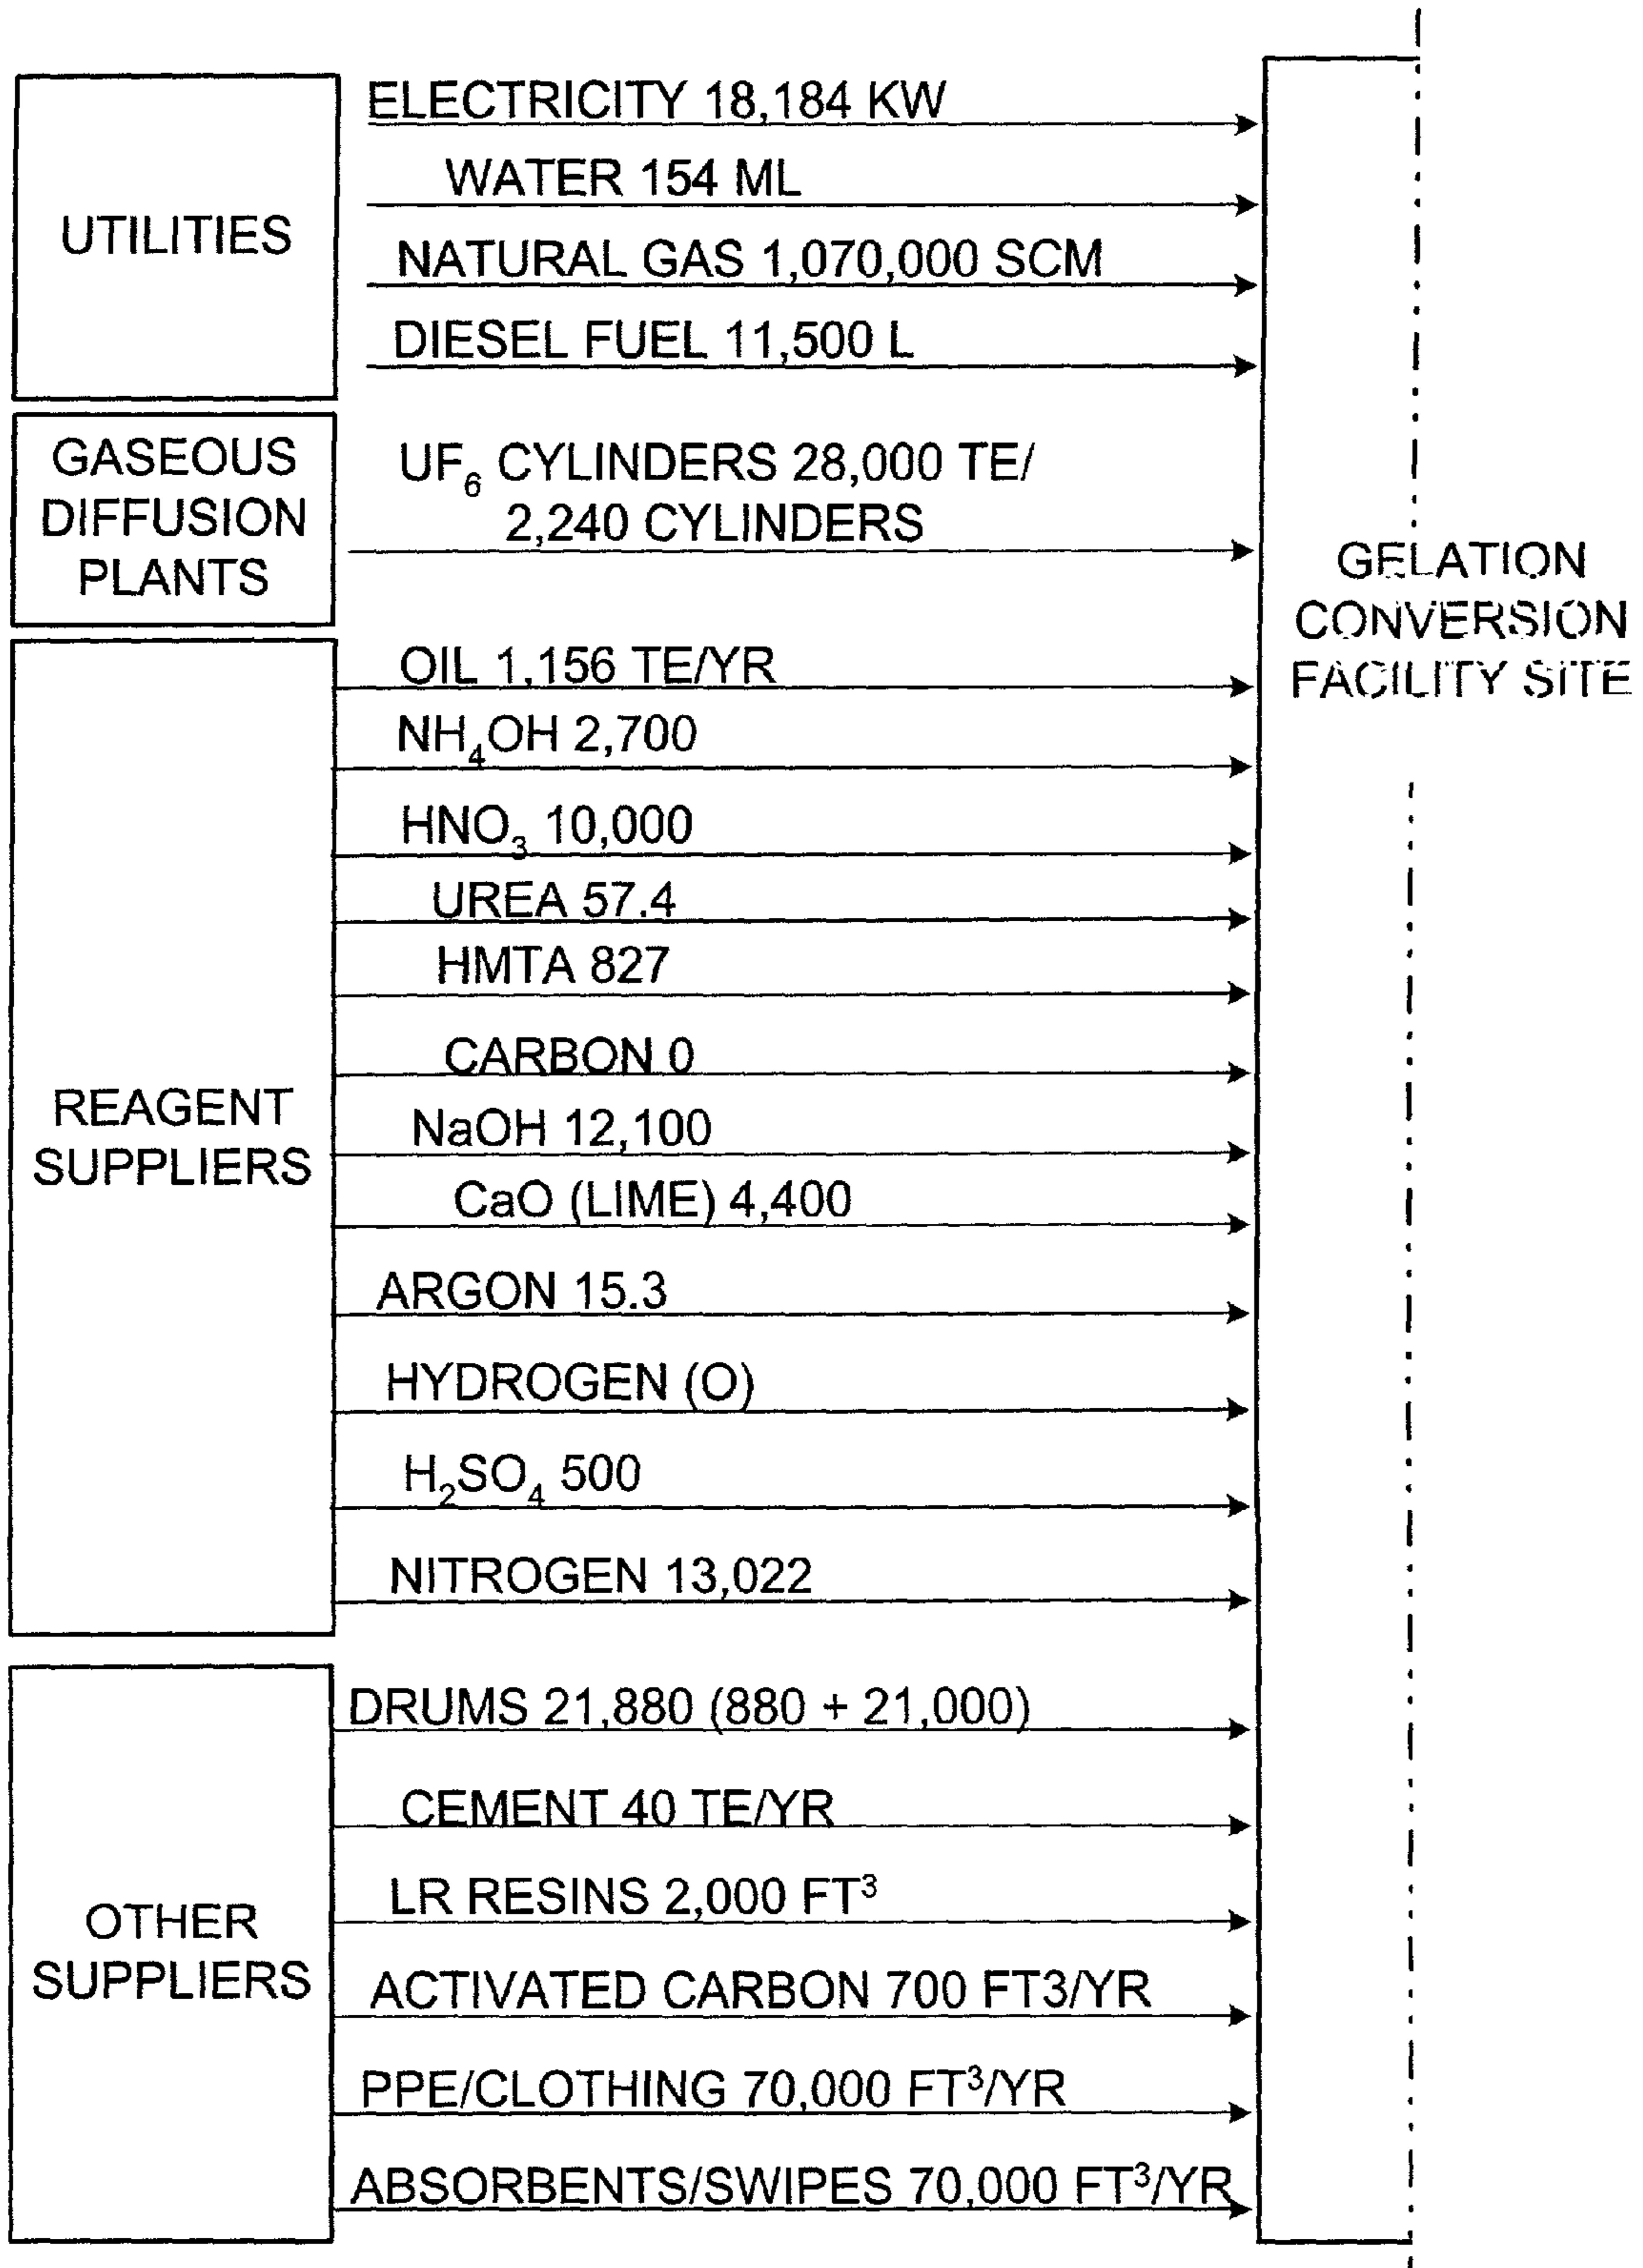 UTILITIES
ELECTRICITY 18,184 KW
WATER 154 ML
NATURAL GAS 1,070,000 SCM
DIESEL FUEL 11,500 L
GASEOUS
DIFFUSION
PLANTS
UF₆ CYLINDERS 28,000 TE/
2,240 CYLINDERS
GELATION
CONVERSION
FACILITY SITE
REAGENT
SUPPLIERS
OIL 1,156 TE/YR
NH₄OH 2,700
HNO₃ 10,000
UREA 57.4
HMTA 827
CARBON 0
NaOH 12,100
CaO (LIME) 4,400
ARGON 15.3
HYDROGEN (O)
H₂SO₄ 500
NITROGEN 13,022
OTHER
SUPPLIERS
DRUMS 21,880 (880 + 21,000)
CEMENT 40 TE/YR
LR RESINS 2,000 FT³
ACTIVATED CARBON 700 FT3/YR
PPE/CLOTHING 70,000 FT³/YR
ABSORBENTS/SWIPES 70,000 FT³/YR